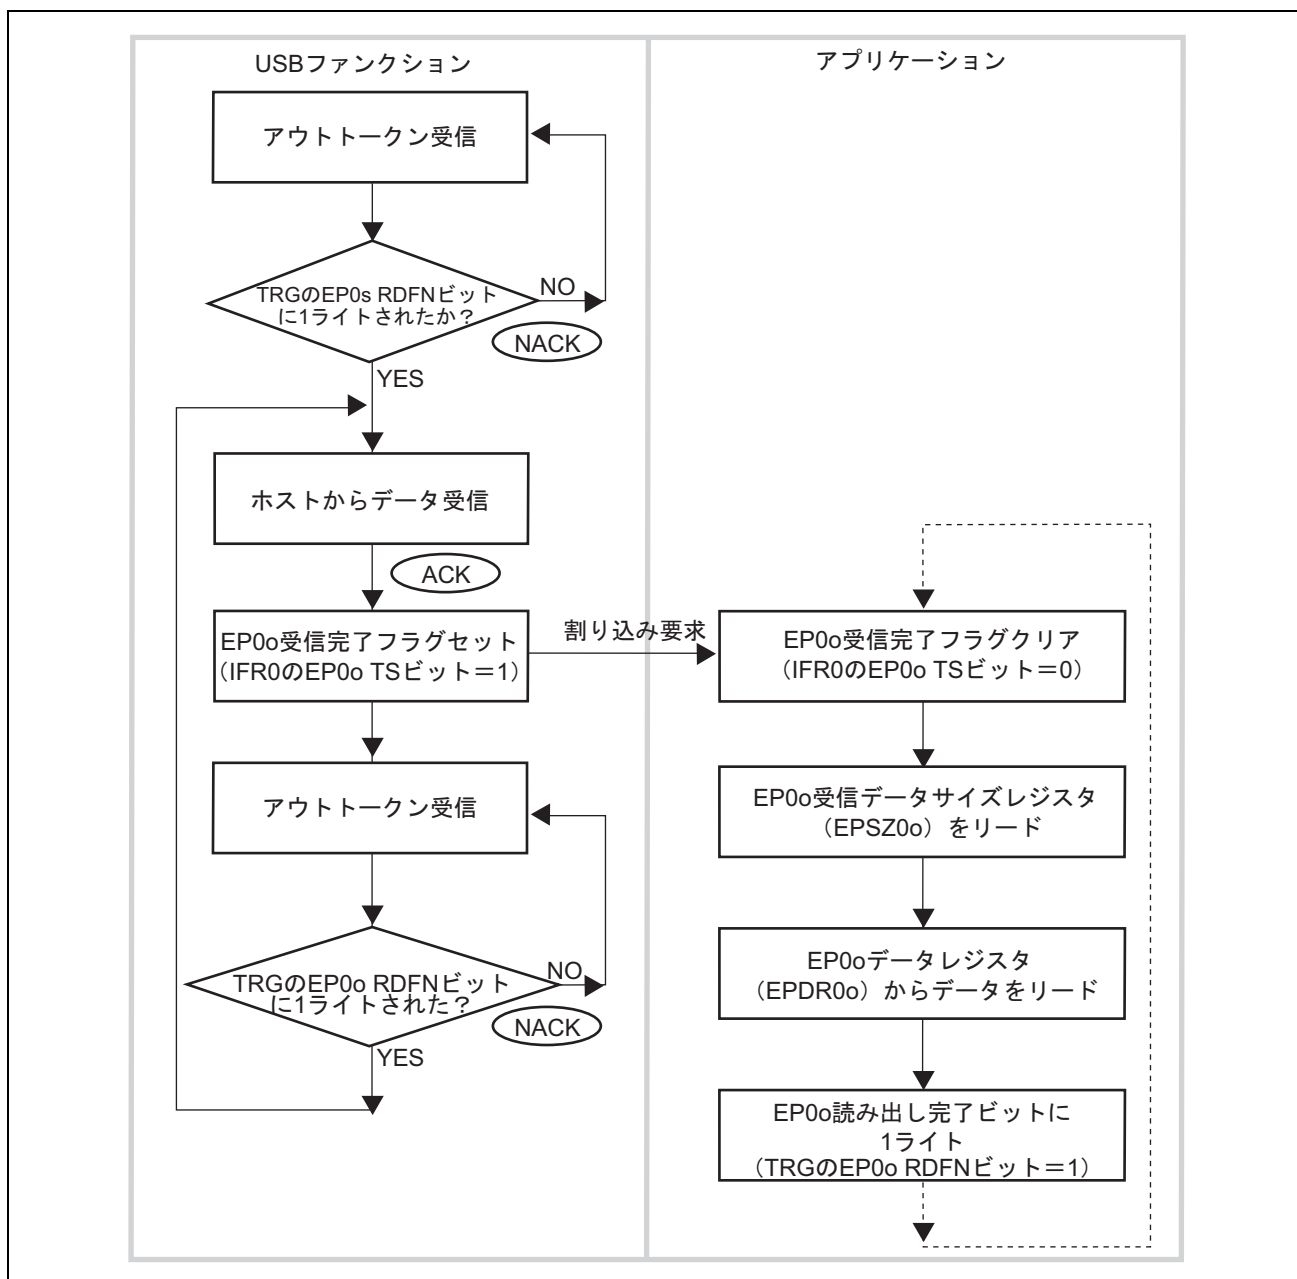 USBファンクション
アプリケーション
アウトトークン受信
TRGのEP0s RDFNビット
に1ライトされたか？
NO
NACK
YES
ホストからデータ受信
ACK
EP0o受信完了フラグセット
（IFR0のEP0o TSビット＝1）
割り込み要求
EP0o受信完了フラグクリア
（IFR0のEP0o TSビット＝0）
アウトトークン受信
EP0o受信データサイズレジスタ
（EPSZ0o）をリード
TRGのEP0o RDFNビット
に1ライトされた？
NO
NACK
YES
EP0oデータレジスタ
（EPDR0o）からデータをリード
EP0o読み出し完了ビットに
1ライト
（TRGのEP0o RDFNビット＝1）